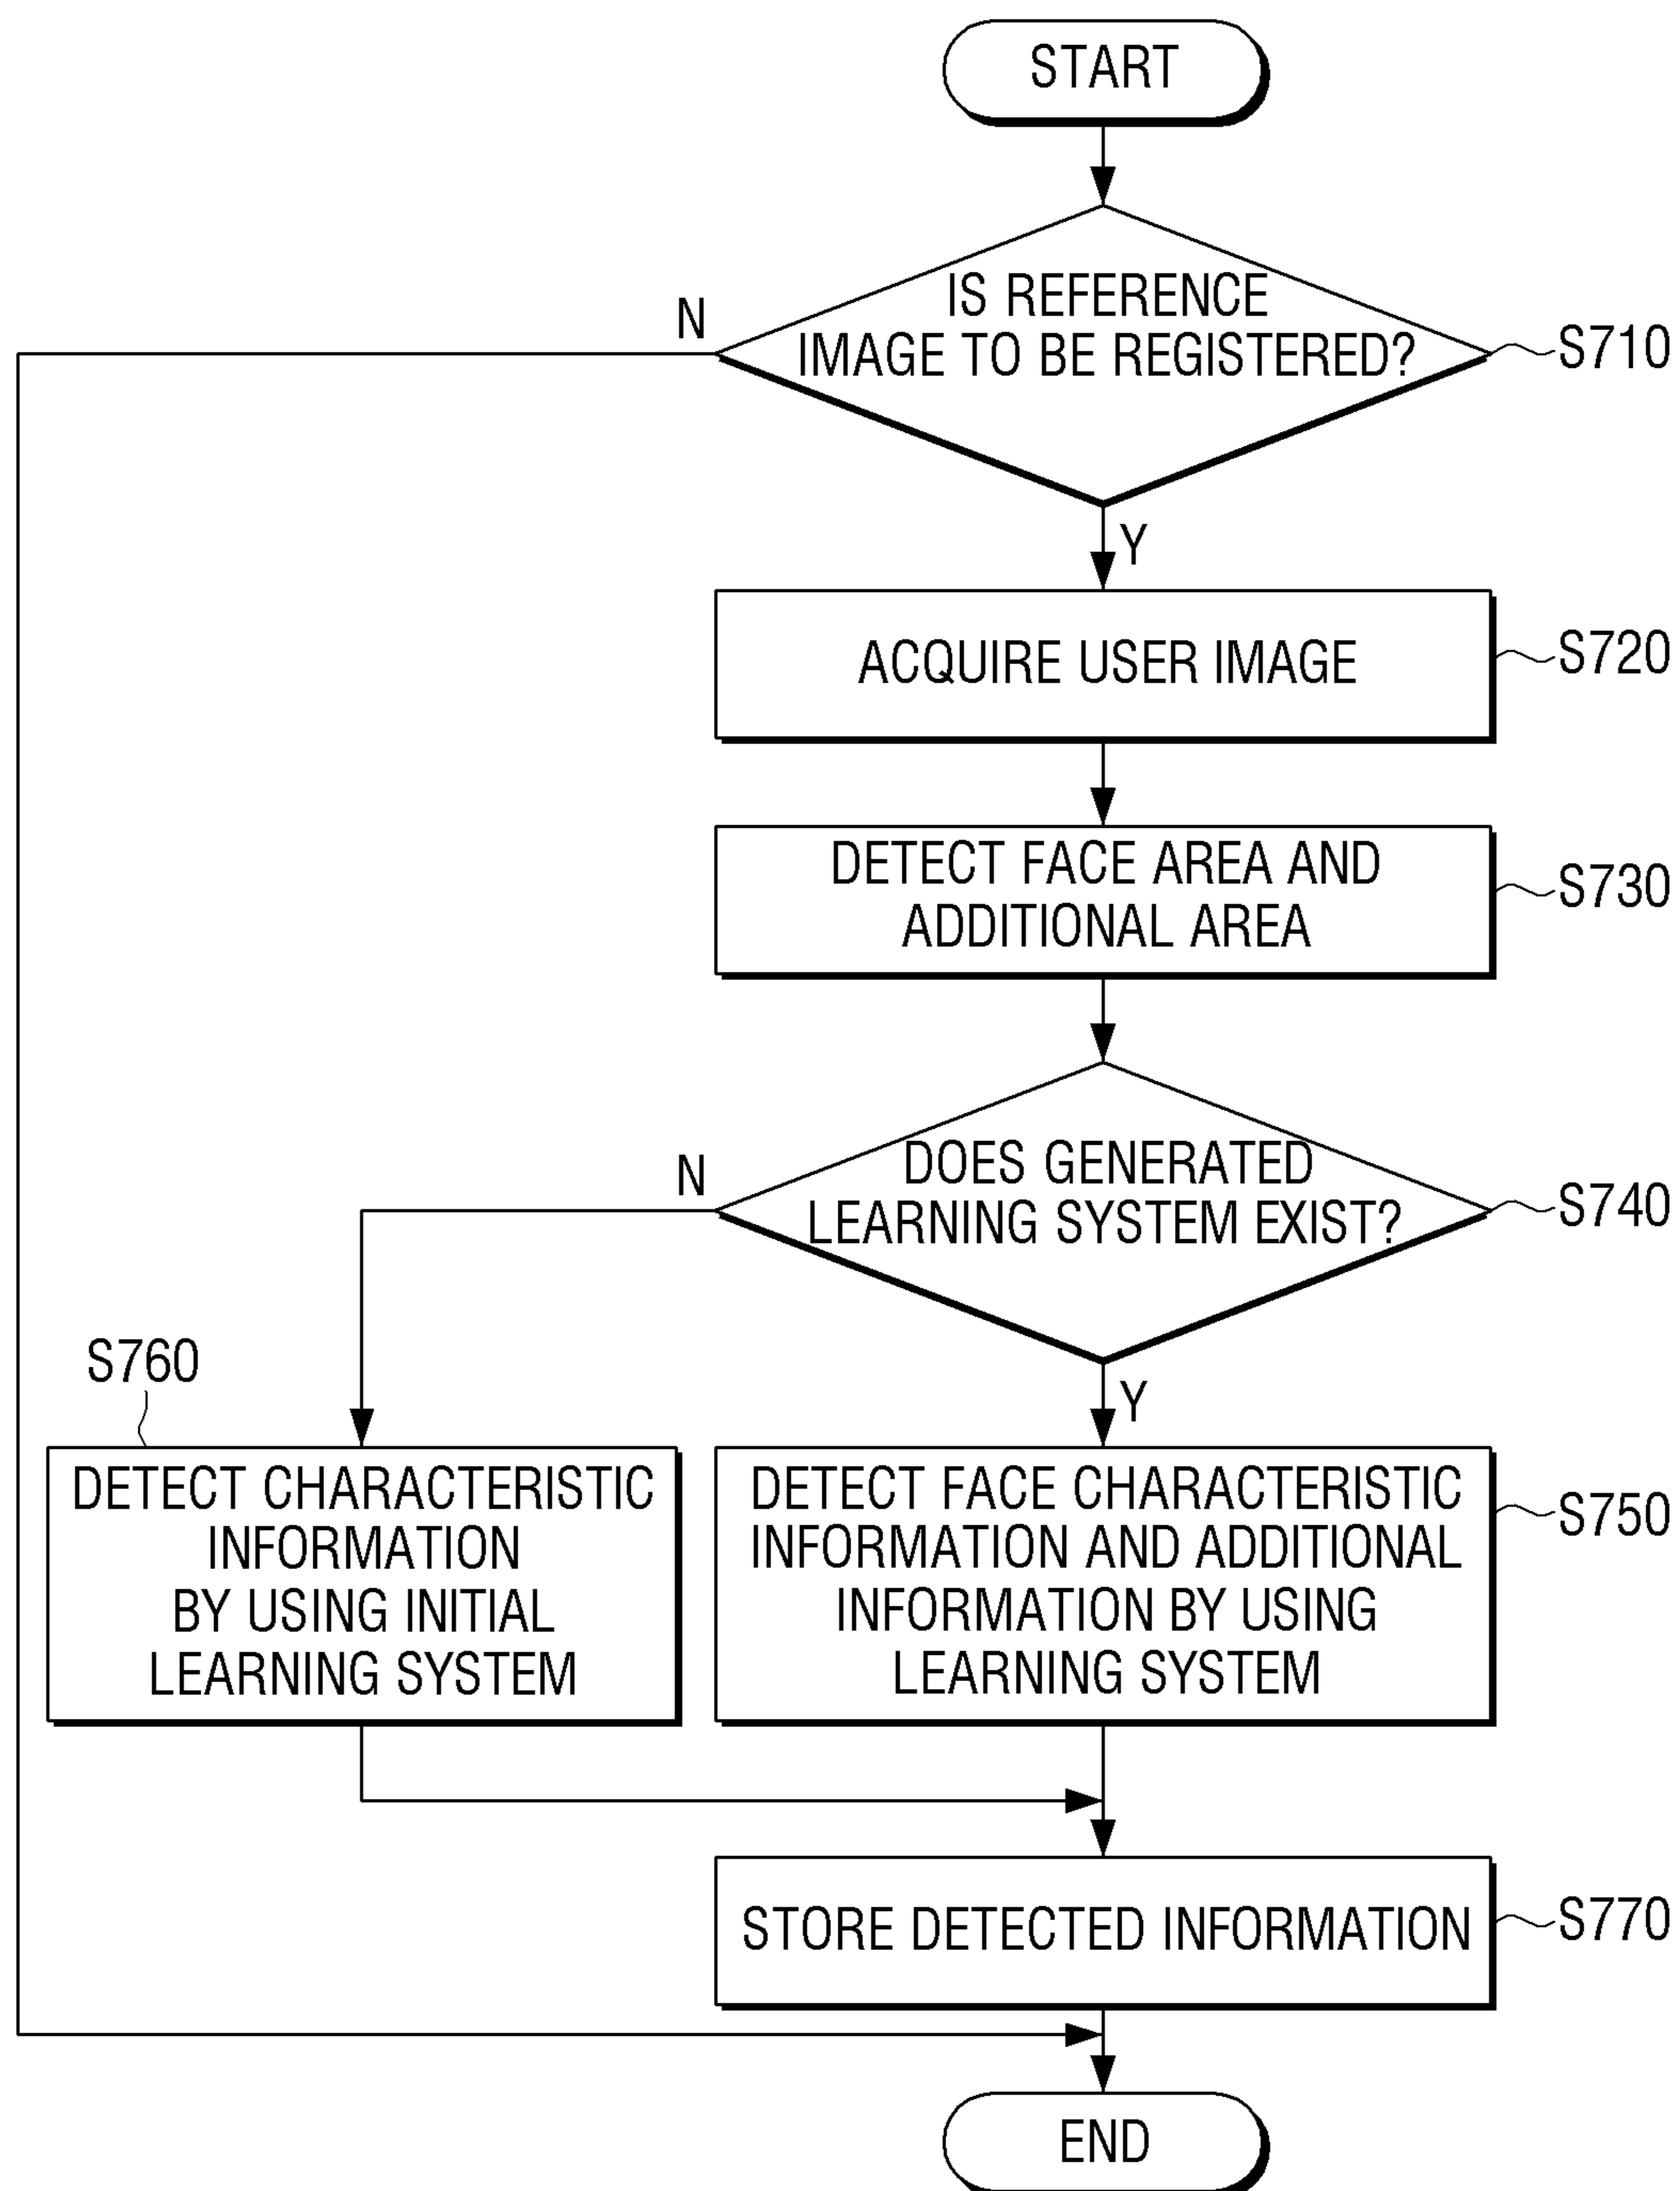 START
IS REFERENCE
IMAGE TO BE REGISTERED?
S710
N
Y
ACQUIRE USER IMAGE
S720
DETECT FACE AREA AND
ADDITIONAL AREA
S730
DOES GENERATED
LEARNING SYSTEM EXIST?
S740
N
Y
S760
DETECT CHARACTERISTIC
INFORMATION
BY USING INITIAL
LEARNING SYSTEM
DETECT FACE CHARACTERISTIC
INFORMATION AND ADDITIONAL
INFORMATION BY USING
LEARNING SYSTEM
S750
STORE DETECTED INFORMATION
S770
END